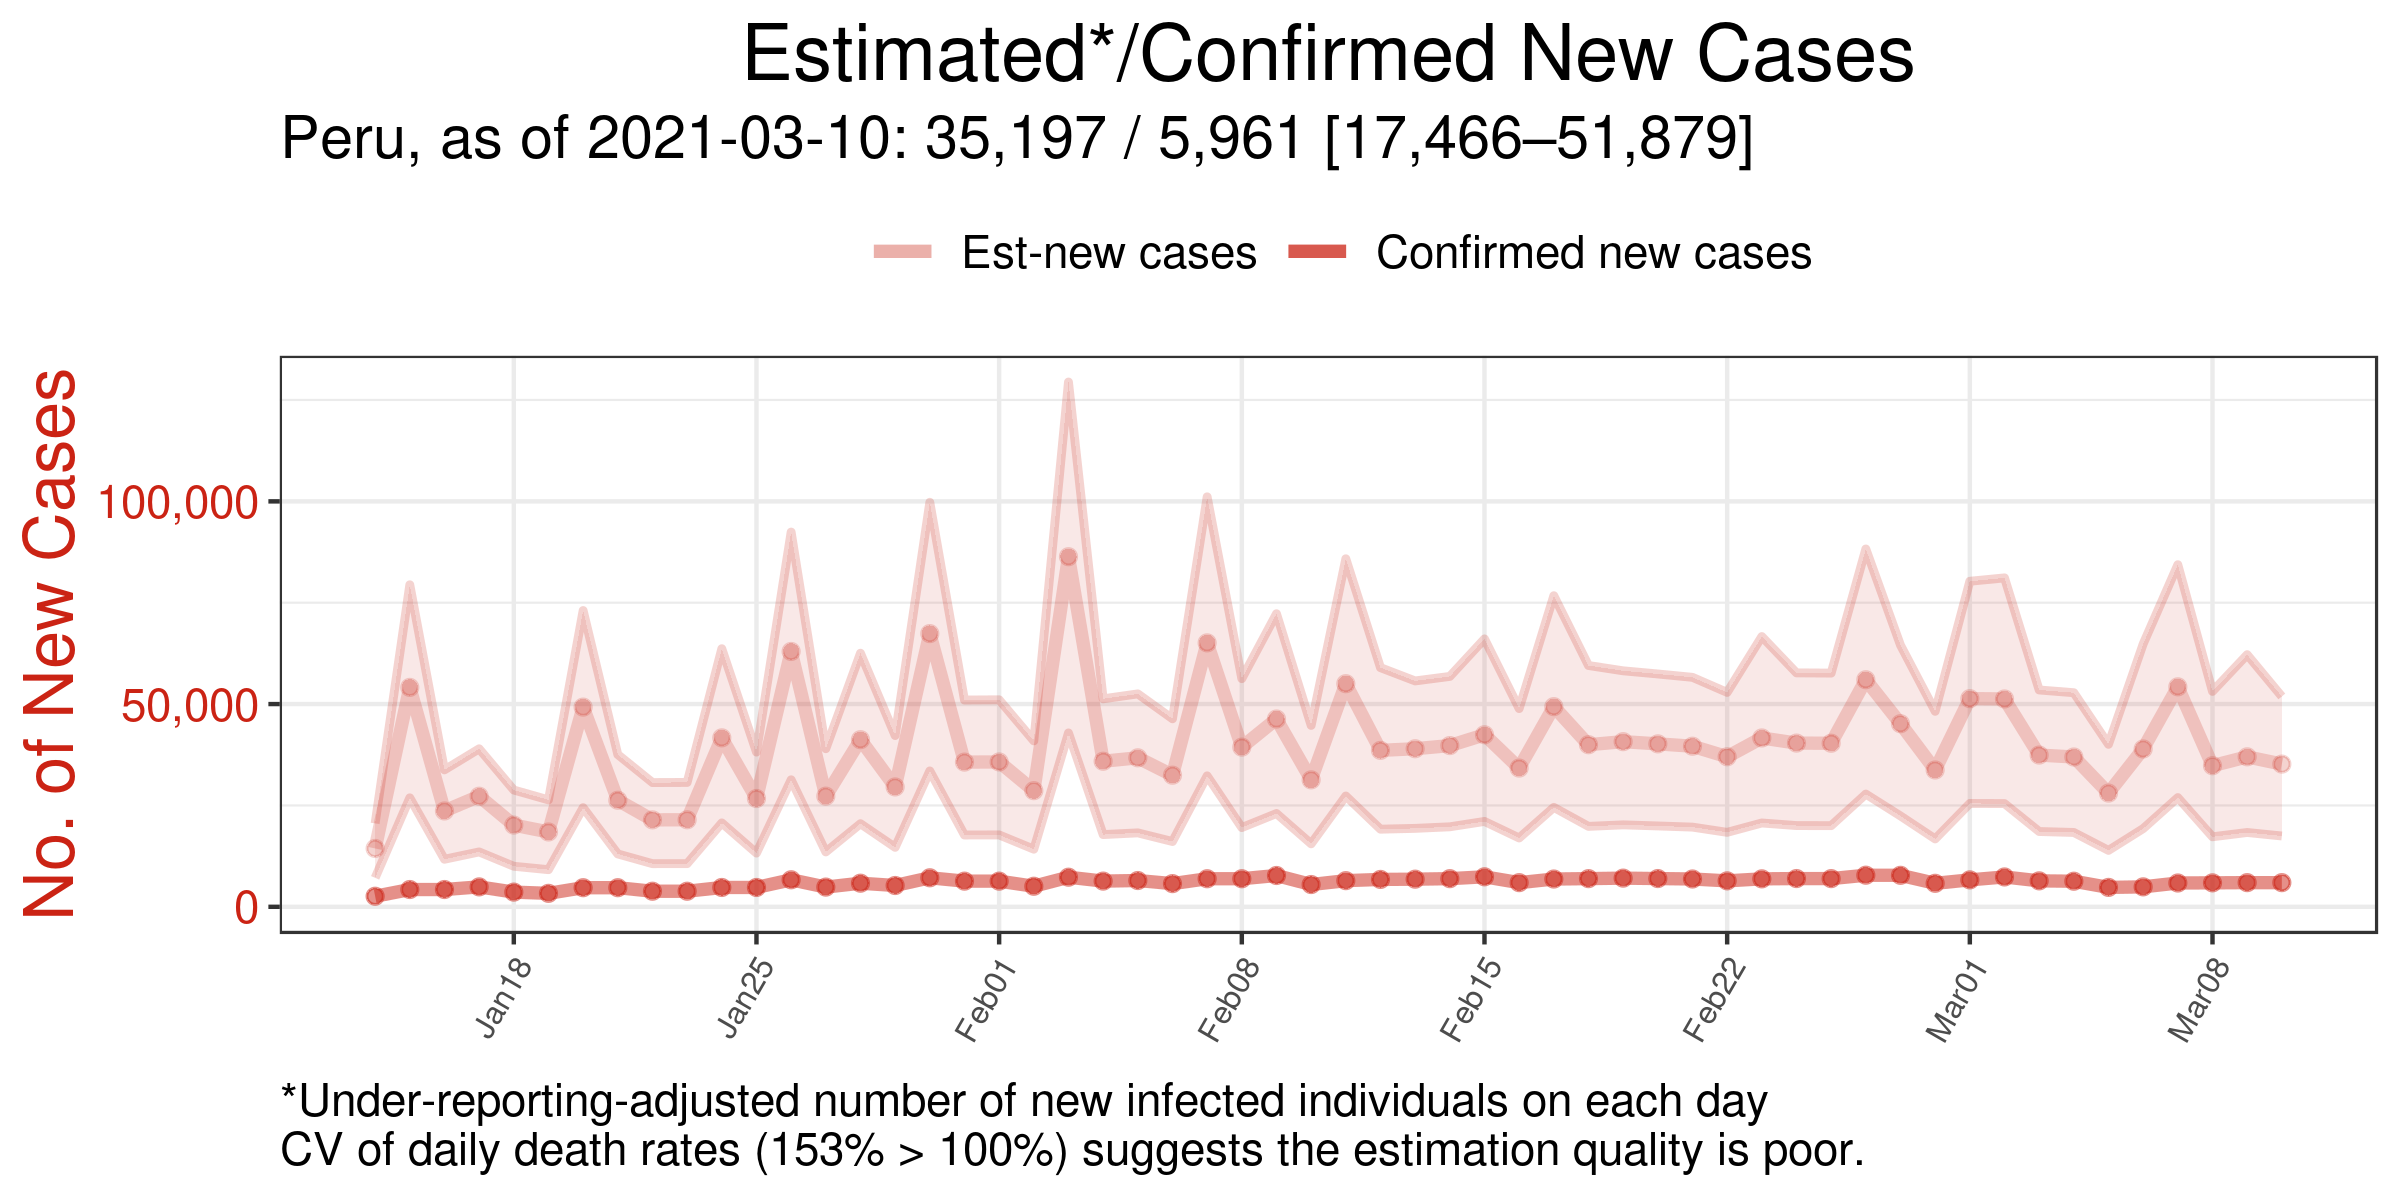 Estimated*/Confirmed New Cases
Peru, as of 2021-03-10: 35,197 / 5,961 [17,466–51,879]
Est-new cases Confirmed new cases
No. of New Cases
100,000
50,000
0
Jan18 Jan25 Feb01 Feb08 Feb15 Feb22 Mar01 Mar08
*Under-reporting-adjusted number of new infected individuals on each day
CV of daily death rates (153% > 100%) suggests the estimation quality is poor.